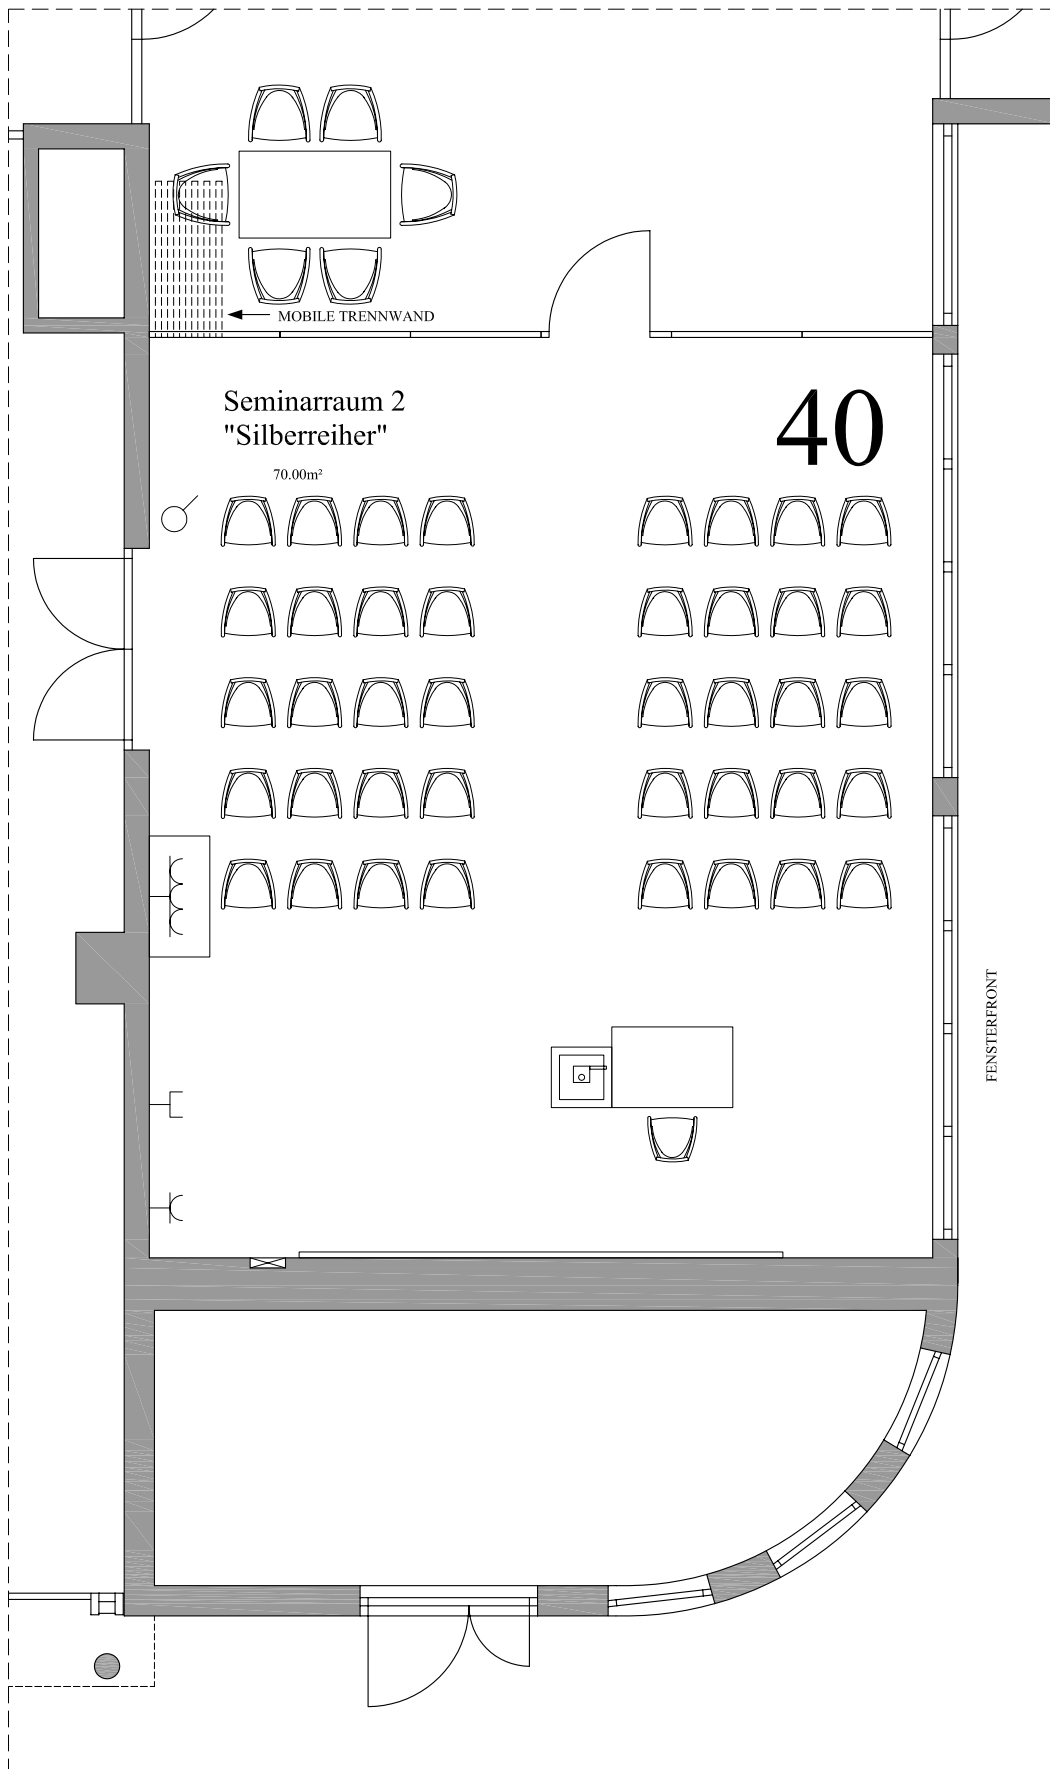 MOBILE TRENNWAND
Seminarraum 2
"Silberreiher"
70.00m²
40
FENSTERFRONT